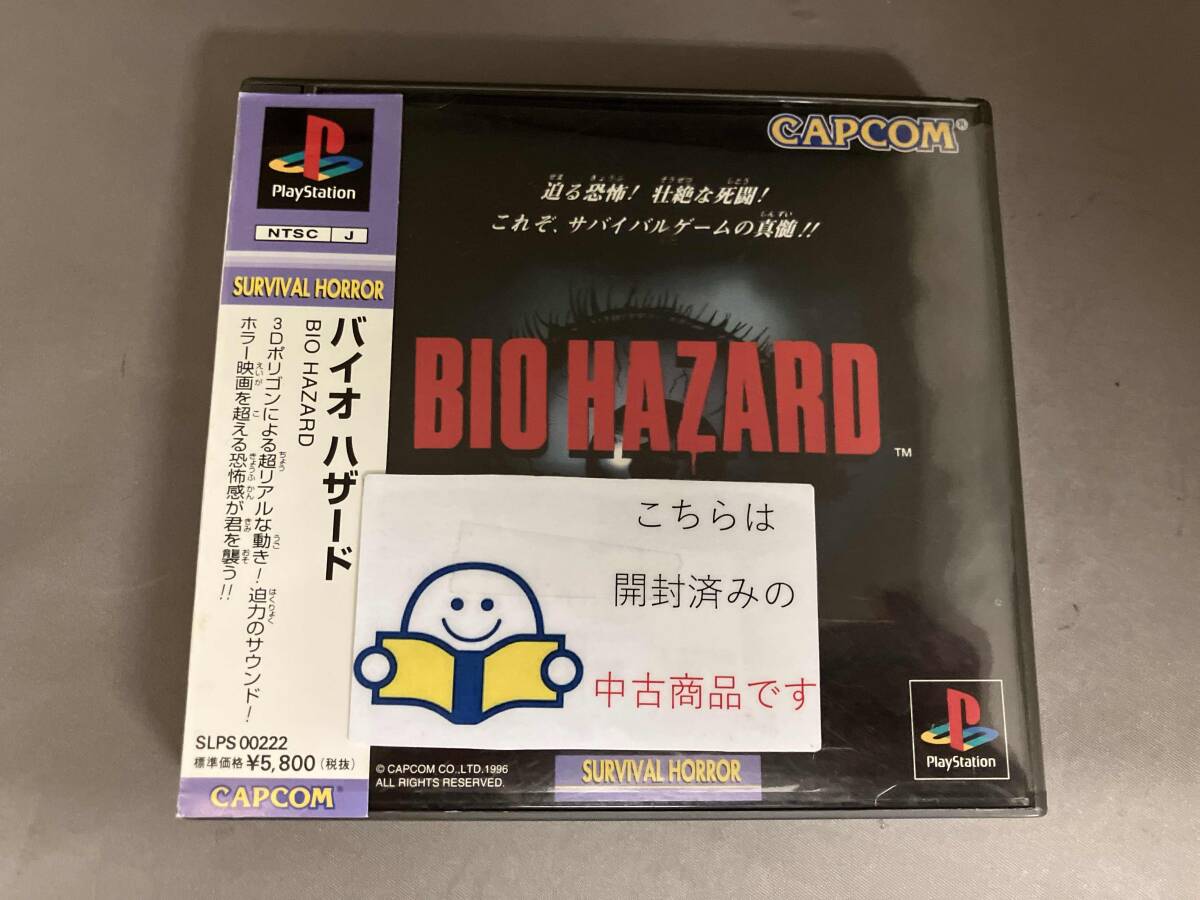 PlayStation
NTSC J
SURVIVAL HORROR
バイオ ハザード
BIO HAZARD
3Dポリゴンによる超リアルな動き!迫力のサウンド!
ホラー映画を超える恐怖感が君を襲う!!
SLPS 00222
標準価格 ¥5,800 (税抜)
CAPCOM
CAPCOM®
迫る恐怖! 壮絶な死闘!
これぞ、サバイバルゲームの真髄!!
BIO HAZARD™
こちらは
開封済みの
中古商品です
© CAPCOM CO.,LTD.1996
ALL RIGHTS RESERVED.
SURVIVAL HORROR
PlayStation